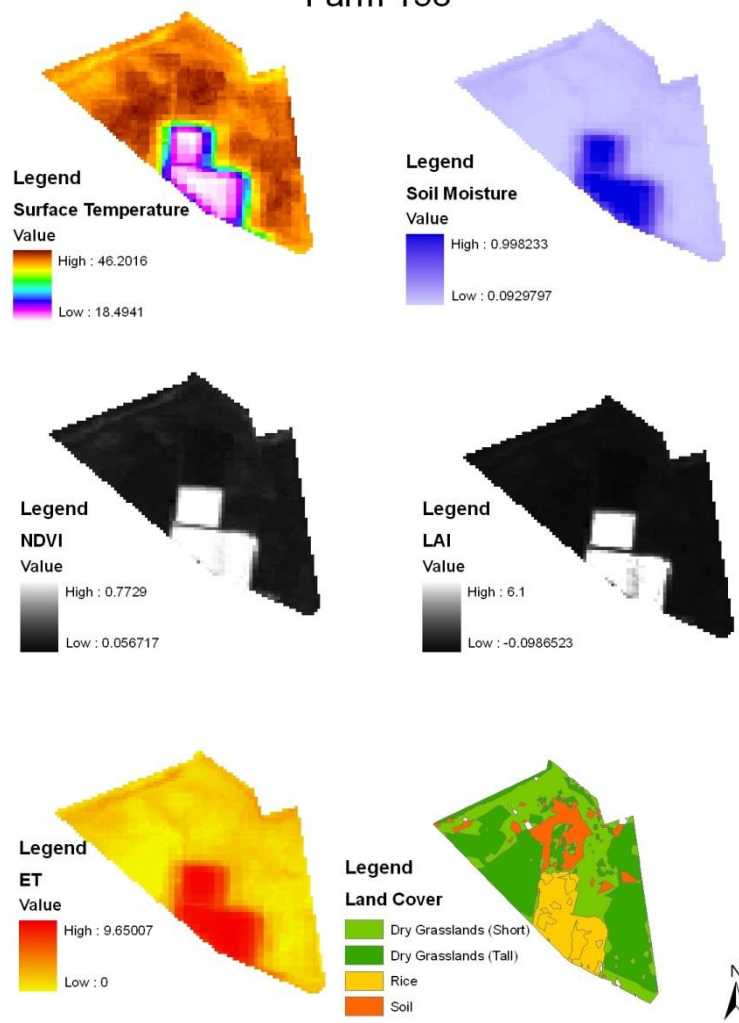 Legend
Surface Temperature
Value
High : 46.2016
Low : 18.4941
Legend
Soil Moisture
Value
High : 0.998233
Low : 0.0929797
Legend
NDVI
Value
High : 0.7729
Low : 0.056717
Legend
LAI
Value
High : 6.1
Low : -0.0986523
Legend
ET
Value
High : 9.65007
Low : 0
Legend
Land Cover
Dry Grasslands (Short)
Dry Grasslands (Tall)
Rice
Soil
N